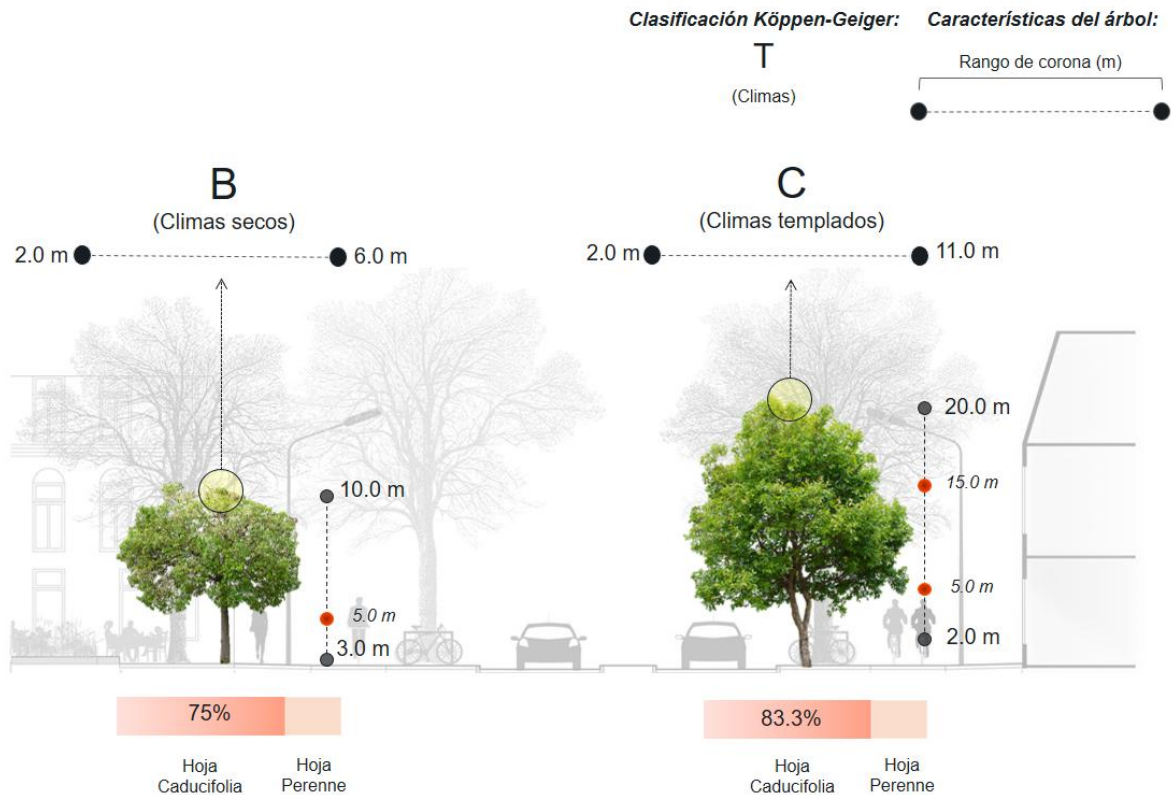 Clasificación Köppen-Geiger:
Características del árbol:
T
(Climas)
Rango de corona (m)
B
(Climas secos)
2.0 m
6.0 m
C
(Climas templados)
2.0 m
11.0 m
10.0 m
5.0 m
3.0 m
20.0 m
15.0 m
5.0 m
2.0 m
75%
Hoja
Caducifolia
Hoja
Perenne
83.3%
Hoja
Caducifolia
Hoja
Perenne